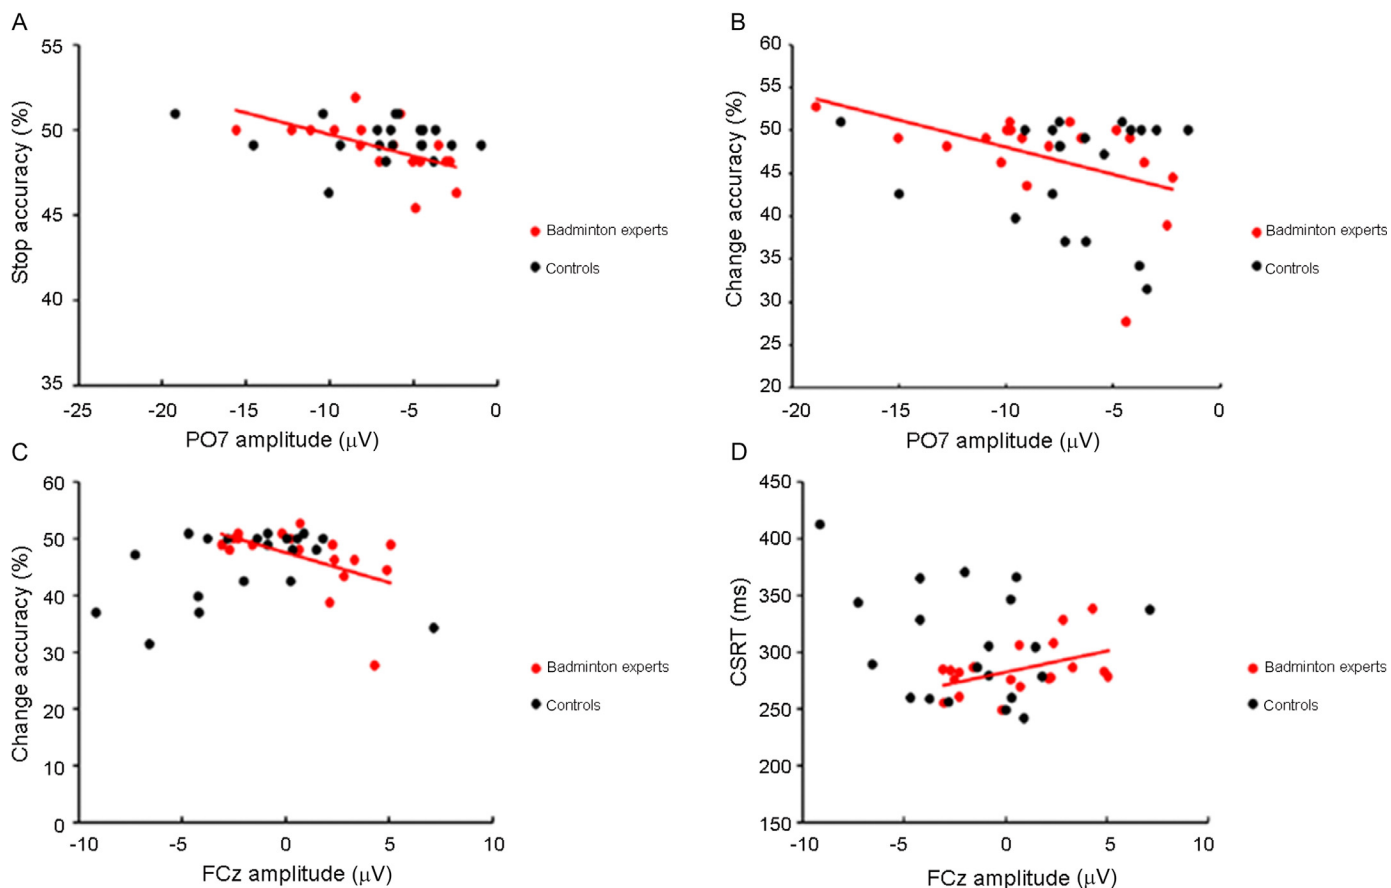 A
55
50
45
40
35
-25
-20
-15
-10
-5
0
Stop accuracy (%)
PO7 amplitude (μV)
Badminton experts
Controls
B
60
55
50
45
40
35
30
25
20
-20
-15
-10
-5
0
Change accuracy (%)
PO7 amplitude (μV)
Badminton experts
Controls
C
60
50
40
30
20
10
0
-10
-5
0
5
10
Change accuracy (%)
FCz amplitude (μV)
Badminton experts
Controls
D
450
400
350
300
250
200
150
-10
-5
0
5
10
CSRT (ms)
FCz amplitude (μV)
Badminton experts
Controls